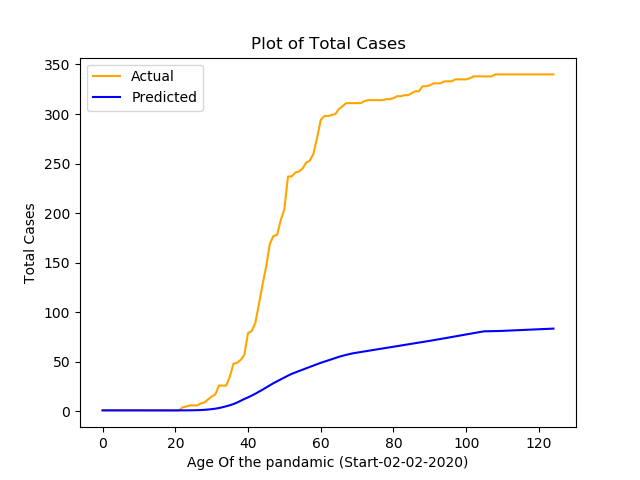 Plot of Total Cases
Actual
Predicted
Total Cases
350
300
250
200
150
100
50
0
0 20 40 60 80 100 120
Age Of the pandamic (Start-02-02-2020)